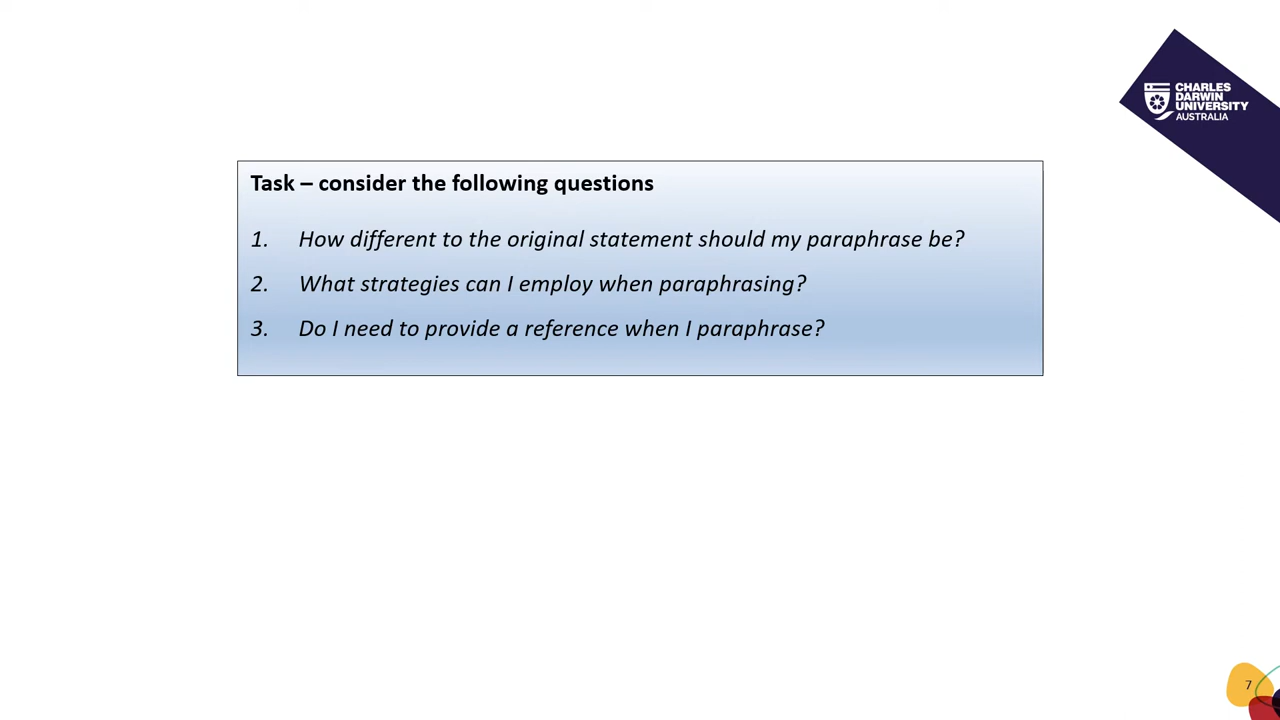 CHARLES
DARWIN
UNIVERSITY
AUSTRALIA
Task – consider the following questions
1. How different to the original statement should my paraphrase be?
2. What strategies can I employ when paraphrasing?
3. Do I need to provide a reference when I paraphrase?
7